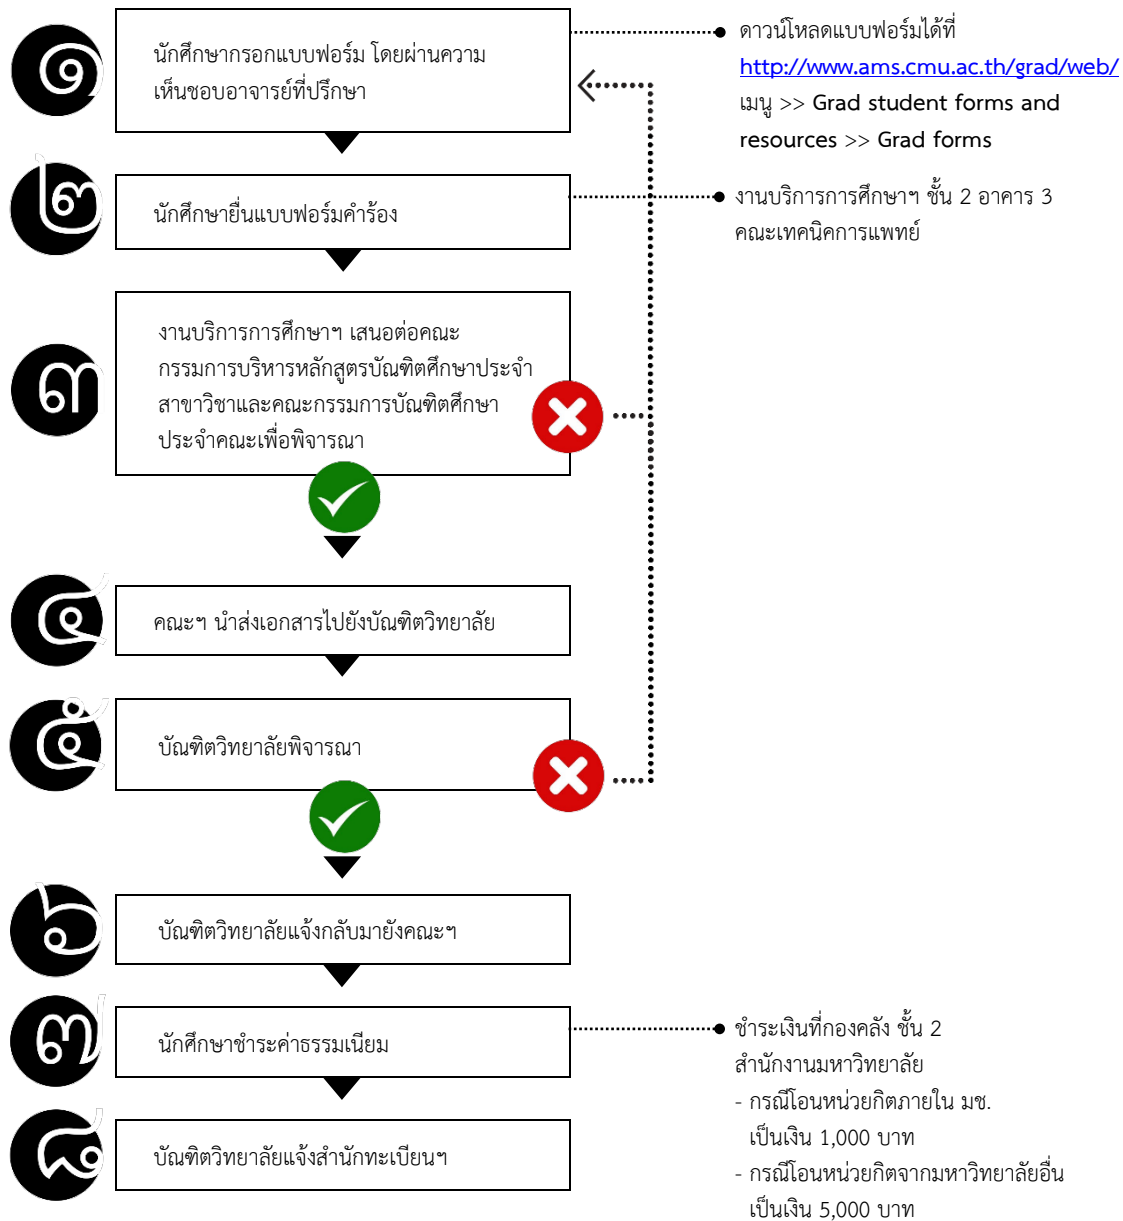 ๑
นักศึกษากรอกแบบฟอร์ม โดยผ่านความ
เห็นชอบอาจารย์ที่ปรึกษา
ดาวน์โหลดแบบฟอร์มได้ที่
http://www.ams.cmu.ac.th/grad/web/
เมนู >> Grad student forms and
resources >> Grad forms
๒
นักศึกษายื่นแบบฟอร์มคำร้อง
งานบริการการศึกษาฯ ชั้น 2 อาคาร 3
คณะเทคนิคการแพทย์
๓
งานบริการการศึกษาฯ เสนอต่อคณะ
กรรมการบริหารหลักสูตรบัณฑิตศึกษาประจำ
สาขาวิชาและคณะกรรมการบัณฑิตศึกษา
ประจำคณะเพื่อพิจารณา
๔
คณะฯ นำส่งเอกสารไปยังบัณฑิตวิทยาลัย
๕
บัณฑิตวิทยาลัยพิจารณา
๖
บัณฑิตวิทยาลัยแจ้งกลับมายังคณะฯ
๗
นักศึกษาชำระค่าธรรมเนียม
ชำระเงินที่กองคลัง ชั้น 2
สำนักงานมหาวิทยาลัย
- กรณีโอนหน่วยกิตภายใน มช.
เป็นเงิน 1,000 บาท
- กรณีโอนหน่วยกิตจากมหาวิทยาลัยอื่น
เป็นเงิน 5,000 บาท
๘
บัณฑิตวิทยาลัยแจ้งสำนักทะเบียนฯ